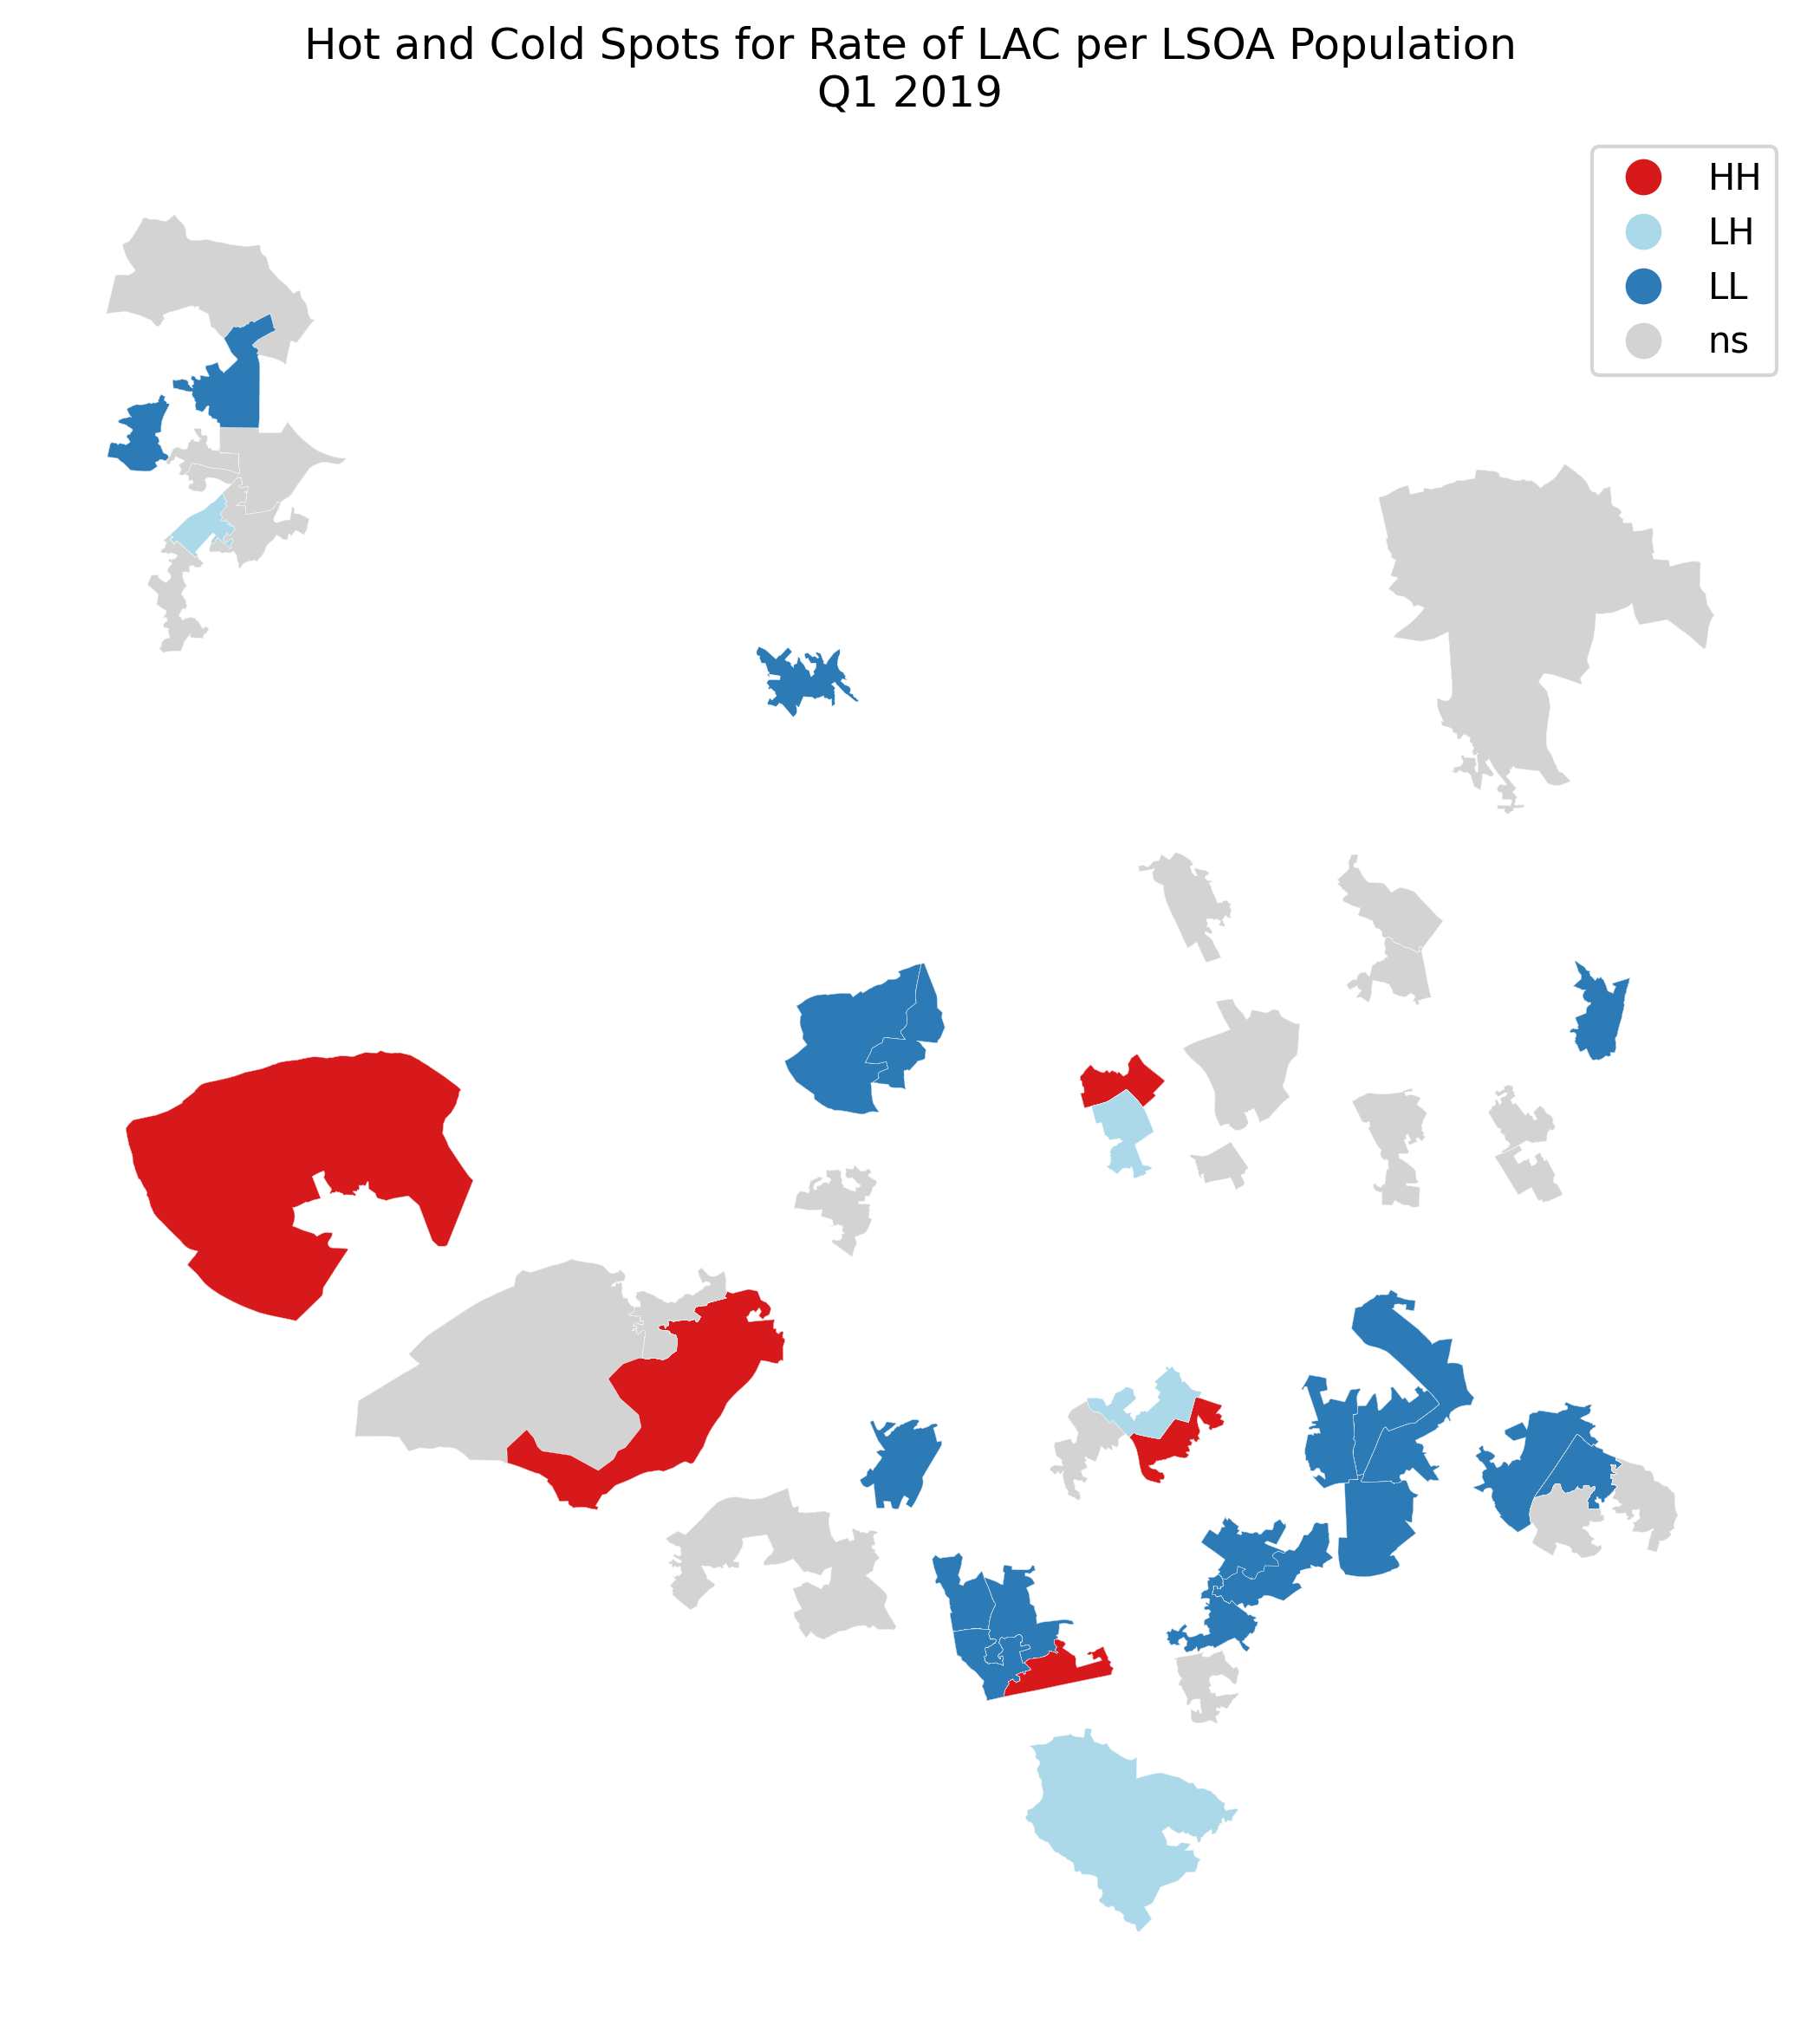 Hot and Cold Spots for Rate of LAC per LSOA Population
Q1 2019
HH
LH
LL
ns